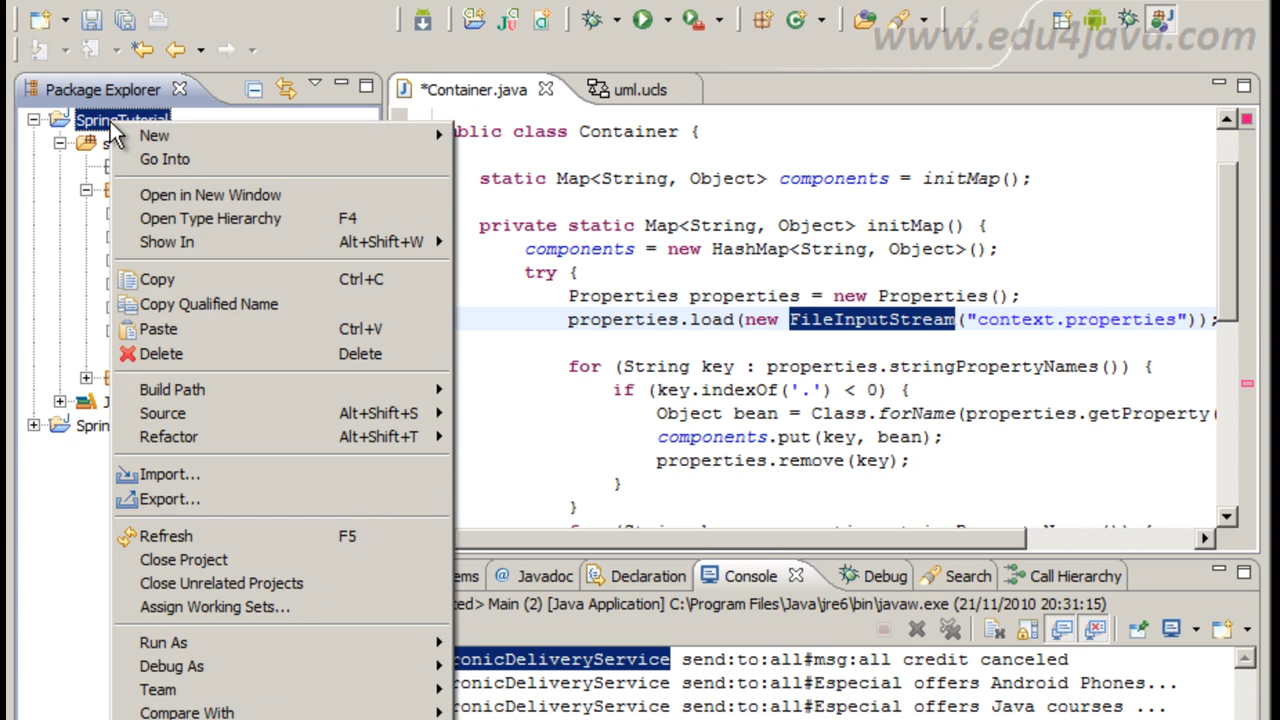 www.edu4java.com
Package Explorer
*Container.java
uml.ucls
SpringTutorial
New
Go Into
Open in New Window
Open Type Hierarchy F4
Show In Alt+Shift+W
Copy Ctrl+C
Copy Qualified Name
Paste Ctrl+V
Delete Delete
Build Path
Source Alt+Shift+S
Refactor Alt+Shift+T
Import...
Export...
Refresh F5
Close Project
Close Unrelated Projects
Assign Working Sets...
Run As
Debug As
Team
Compare With
s
J
Sprin
ublic class Container {
static Map<String, Object> components = initMap();
private static Map<String, Object> initMap() {
components = new HashMap<String, Object>();
try {
Properties properties = new Properties();
properties.load(new FileInputStream("context.properties"));
for (String key : properties.stringPropertyNames()) {
if (key.indexOf('.') < 0) {
Object bean = Class.forName(properties.getProperty(
components.put(key, bean);
properties.remove(key);
}
}
ems @ Javadoc Declaration Console Debug Search Call Hierarchy
ted> Main (2) [Java Application] C:\Program Files\Java\jre6\bin\javaw.exe (21/11/2010 20:31:15)
ronicDeliveryService send:to:all#msg:all credit canceled
ronicDeliveryService send:to:all#Especial offers Android Phones...
ronicDeliveryService send:to:all#Especial offers Java courses ...